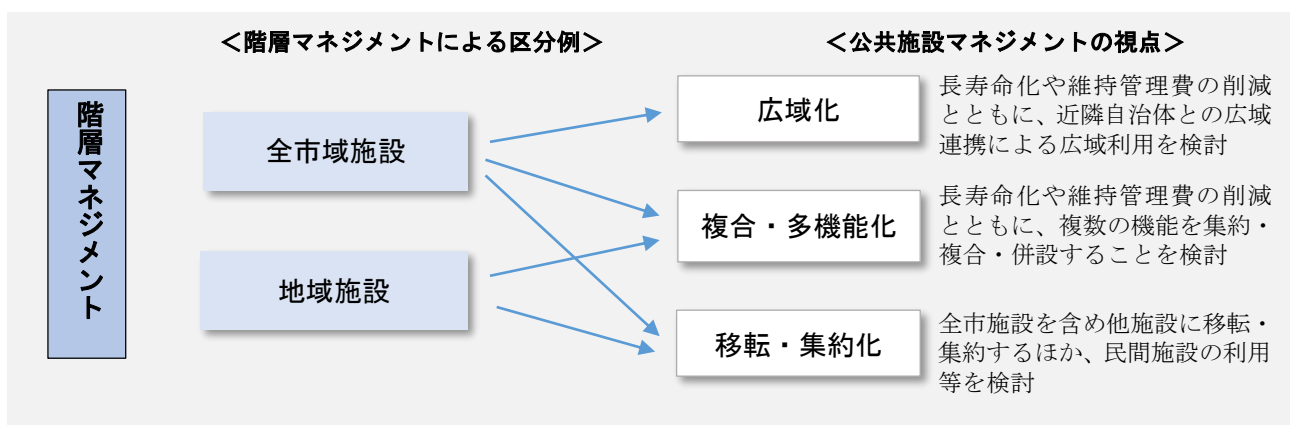 ＜階層マネジメントによる区分例＞
＜公共施設マネジメントの視点＞
階層マネジメント
全市域施設
地域施設
広域化
長寿命化や維持管理費の削減
とともに、近隣自治体との広域
連携による広域利用を検討
複合・多機能化
長寿命化や維持管理費の削減
とともに、複数の機能を集約・
複合・併設することを検討
移転・集約化
全市施設を含め他施設に移転・
集約するほか、民間施設の利用
等を検討